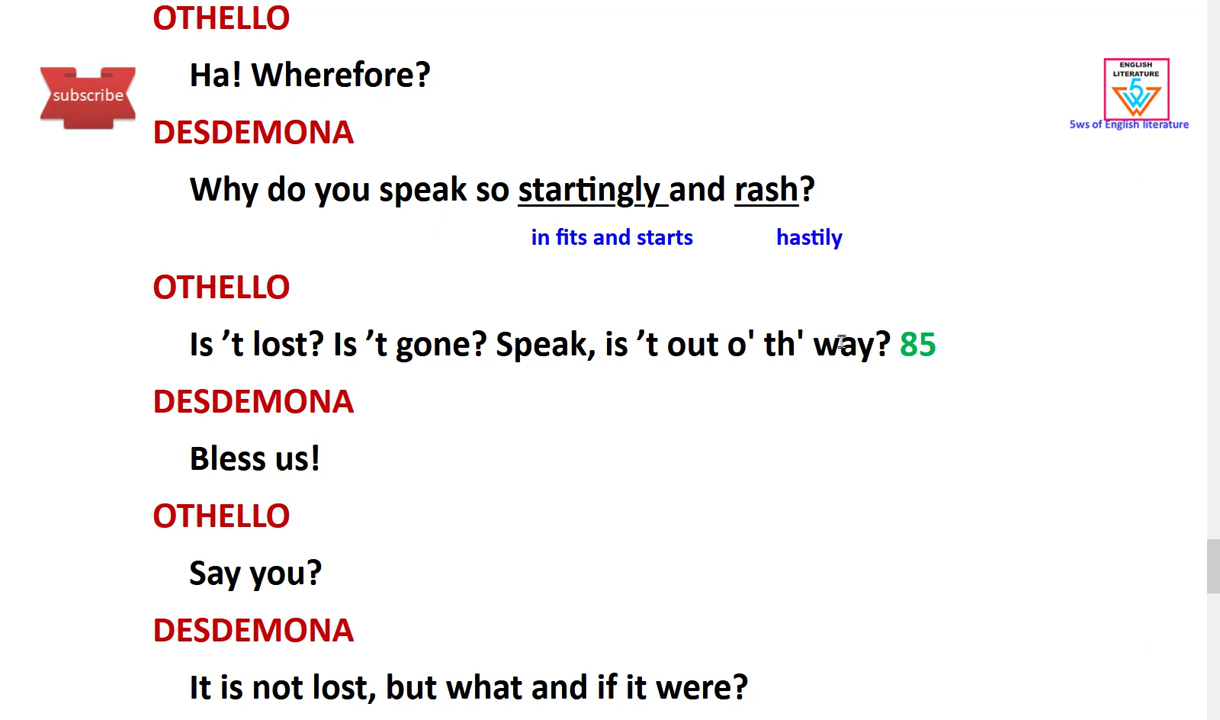 OTHELLO
Ha! Wherefore?
subscribe
ENGLISH
LITERATURE
5
W
5ws of English literature
DESDEMONA
Why do you speak so startingly and rash?
in fits and starts hastily
OTHELLO
Is ’t lost? Is ’t gone? Speak, is ’t out o' th' way? 85
DESDEMONA
Bless us!
OTHELLO
Say you?
DESDEMONA
It is not lost, but what and if it were?